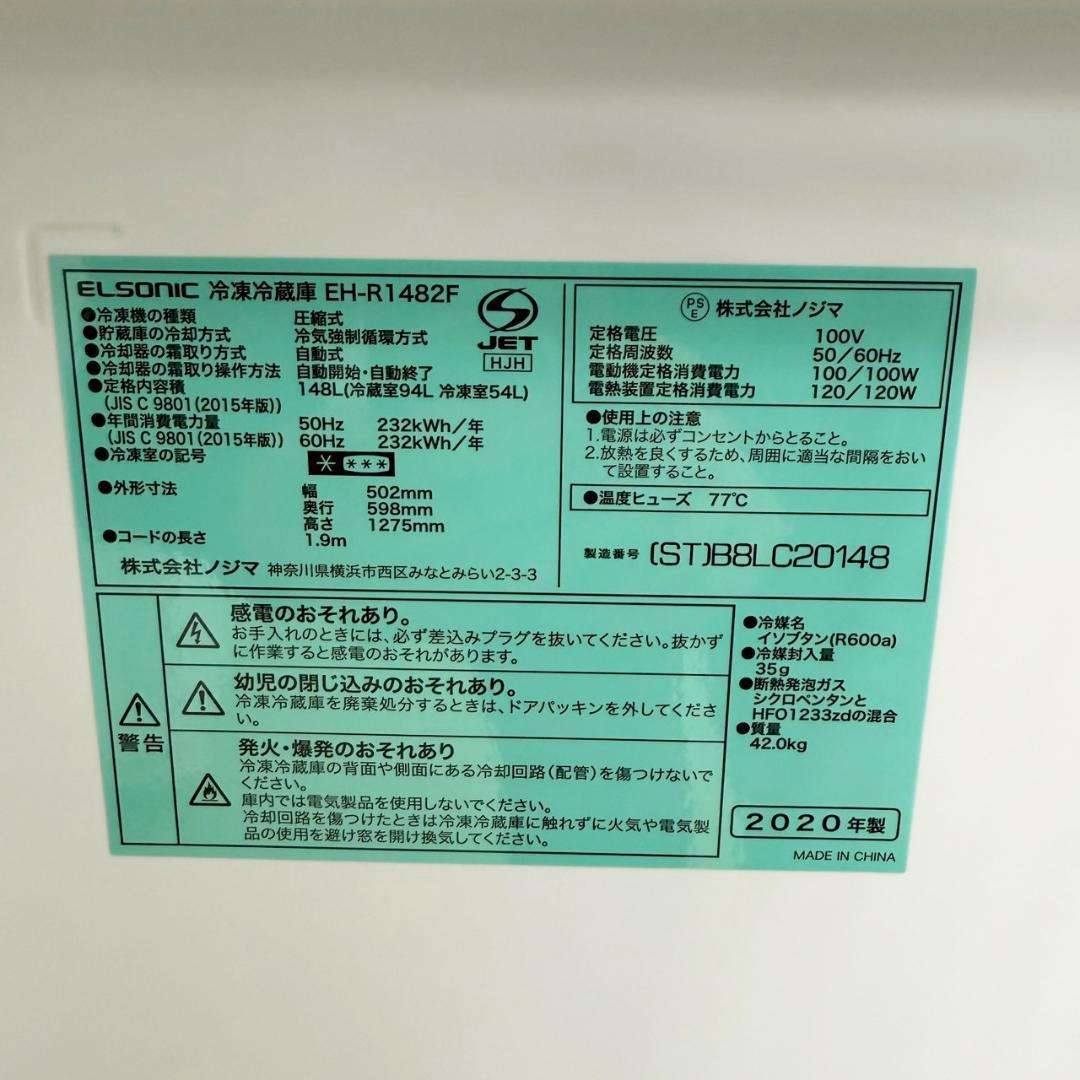 ELSONIC 冷凍冷蔵庫 EH-R1482F
●冷凍機の種類 圧縮式
●貯蔵庫の冷却方式 冷気強制循環方式
●冷却器の霜取り方式 自動式
●冷却器の霜取り操作方法 自動開始・自動終了
●定格内容積 148L(冷蔵室94L 冷凍室54L)
(JIS C 9801(2015年版))
●年間消費電力量 50Hz 232kWh/年
(JIS C 9801(2015年版)) 60Hz 232kWh/年
●冷凍室の記号 * ***
●外形寸法 幅 502mm
奥行 598mm
高さ 1275mm
●コードの長さ 1.9m
株式会社ノジマ 神奈川県横浜市西区みなとみらい2-3-3
S
JET
HJH
PS
E 株式会社ノジマ
定格電圧 100V
定格周波数 50/60Hz
電動機定格消費電力 100/100W
電熱装置定格消費電力 120/120W
●使用上の注意
1.電源は必ずコンセントからとること。
2.放熱を良くするため、周囲に適当な間隔をおい
て設置すること。
●温度ヒューズ 77℃
製造番号 (ST)B8LC20148
警告
感電のおそれあり。
お手入れのときには、必ず差込みプラグを抜いてください。抜かず
に作業すると感電のおそれがあります。
幼児の閉じ込みのおそれあり。
冷凍冷蔵庫を廃棄処分するときは、ドアパッキンを外してくださ
い。
発火・爆発のおそれあり
冷凍冷蔵庫の背面や側面にある冷却回路(配管)を傷つけないで
ください。
庫内では電気製品を使用しないでください。
冷却回路を傷つけたときは冷凍冷蔵庫に触れずに火気や電気製
品の使用を避け窓を開け換気してください。
●冷媒名
イソブタン(R600a)
●冷媒封入量
35g
●断熱発泡ガス
シクロペンタンと
HFO1233zdの混合
●質量
42.0kg
2020年製
MADE IN CHINA